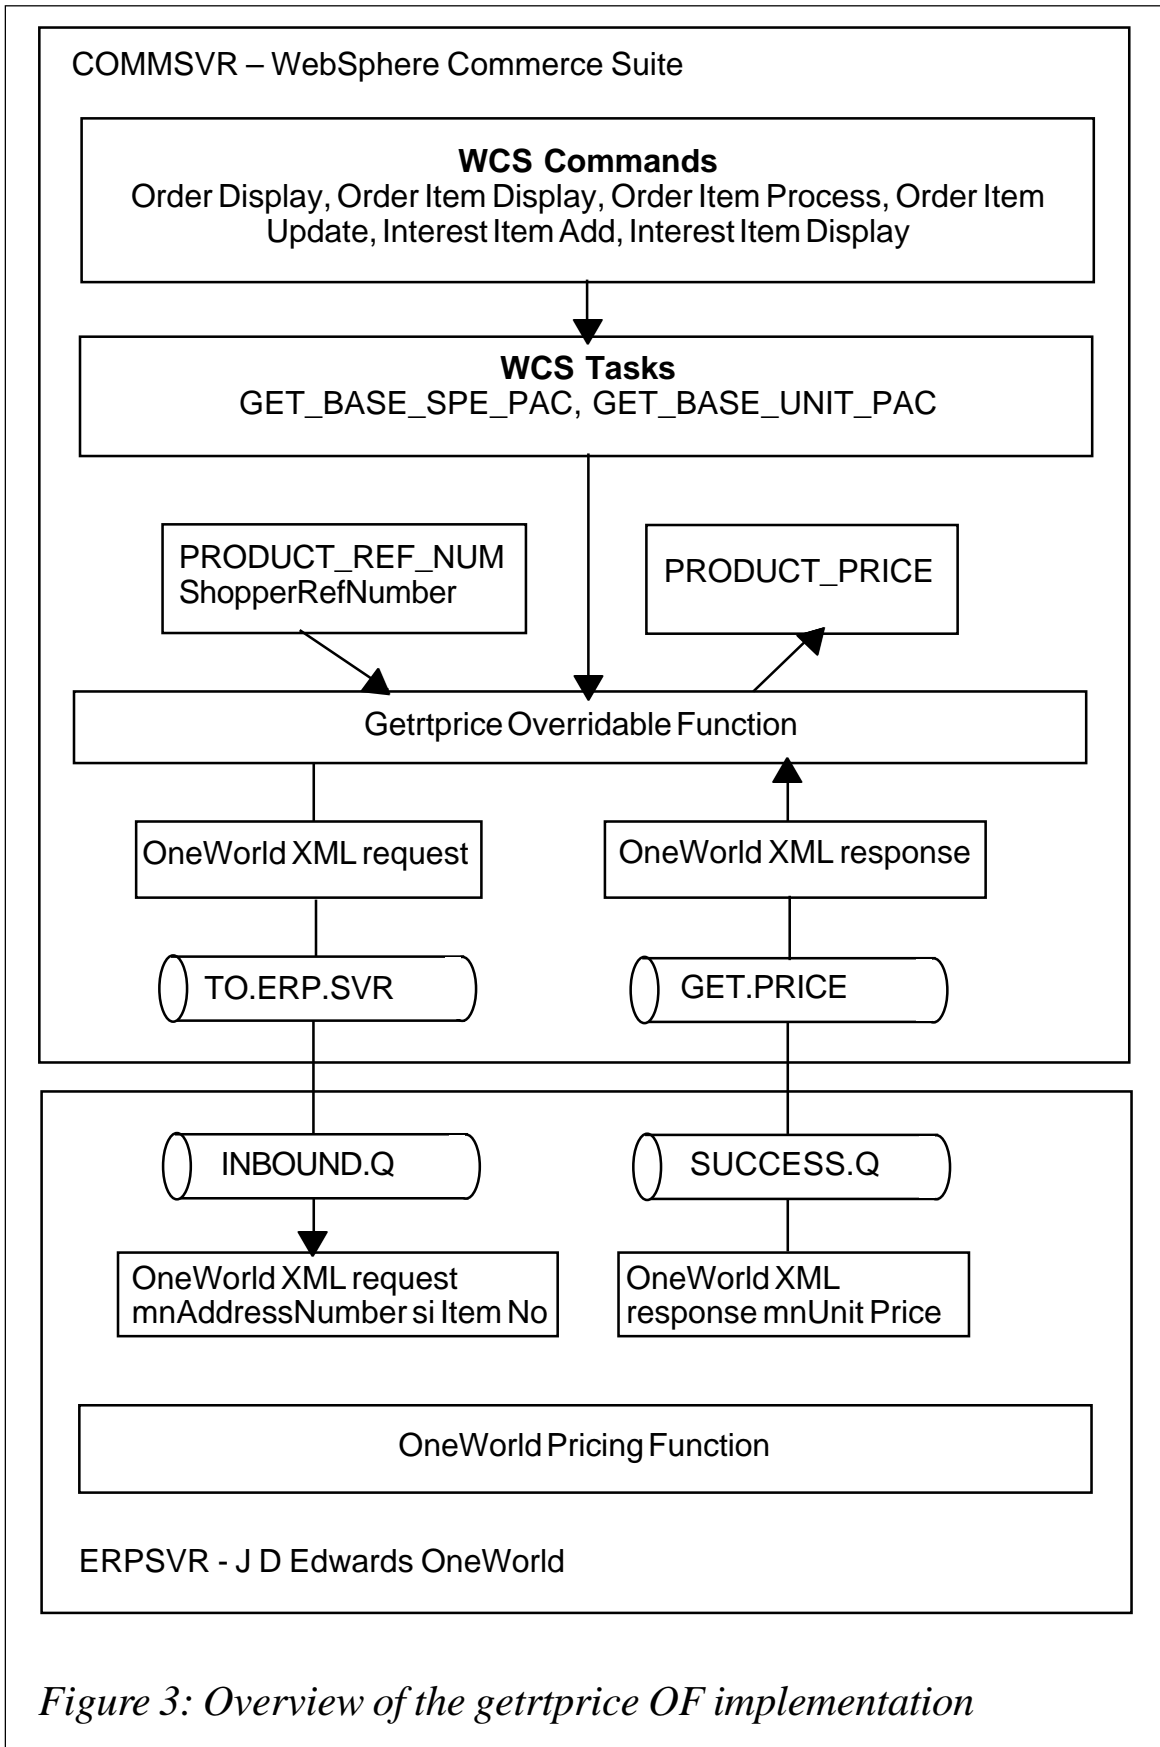 COMMSVR – WebSphere Commerce Suite
WCS Commands
Order Display, Order Item Display, Order Item Process, Order Item
Update, Interest Item Add, Interest Item Display
WCS Tasks
GET_BASE_SPE_PAC, GET_BASE_UNIT_PAC
PRODUCT_REF_NUM
ShopperRefNumber
PRODUCT_PRICE
Getrtprice Overridable Function
OneWorld XML request
OneWorld XML response
TO.ERP.SVR
GET.PRICE
INBOUND.Q
SUCCESS.Q
OneWorld XML request
mnAddressNumber si Item No
OneWorld XML
response mnUnit Price
OneWorld Pricing Function
ERPSVR - J D Edwards OneWorld
Figure 3: Overview of the getrtprice OF implementation